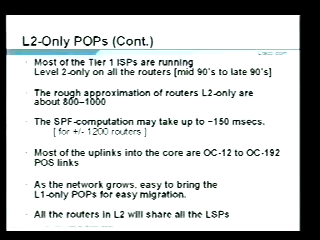 L2-Only POPs (Cont.)
Most of the Tier 1 ISPs are running
Level 2-only on all the routers [mid 90's to late 90's]
The rough approximation of routers L2-only are
about 800–1000
The SPF-computation may take up to ~150 msecs.
[ for +/- 1200 routers ]
Most of the uplinks into the core are OC-12 to OC-192
POS links
As the network grows. easy to bring the
L1-only POPs for easy migration.
All the routers in L2 will share all the LSPs